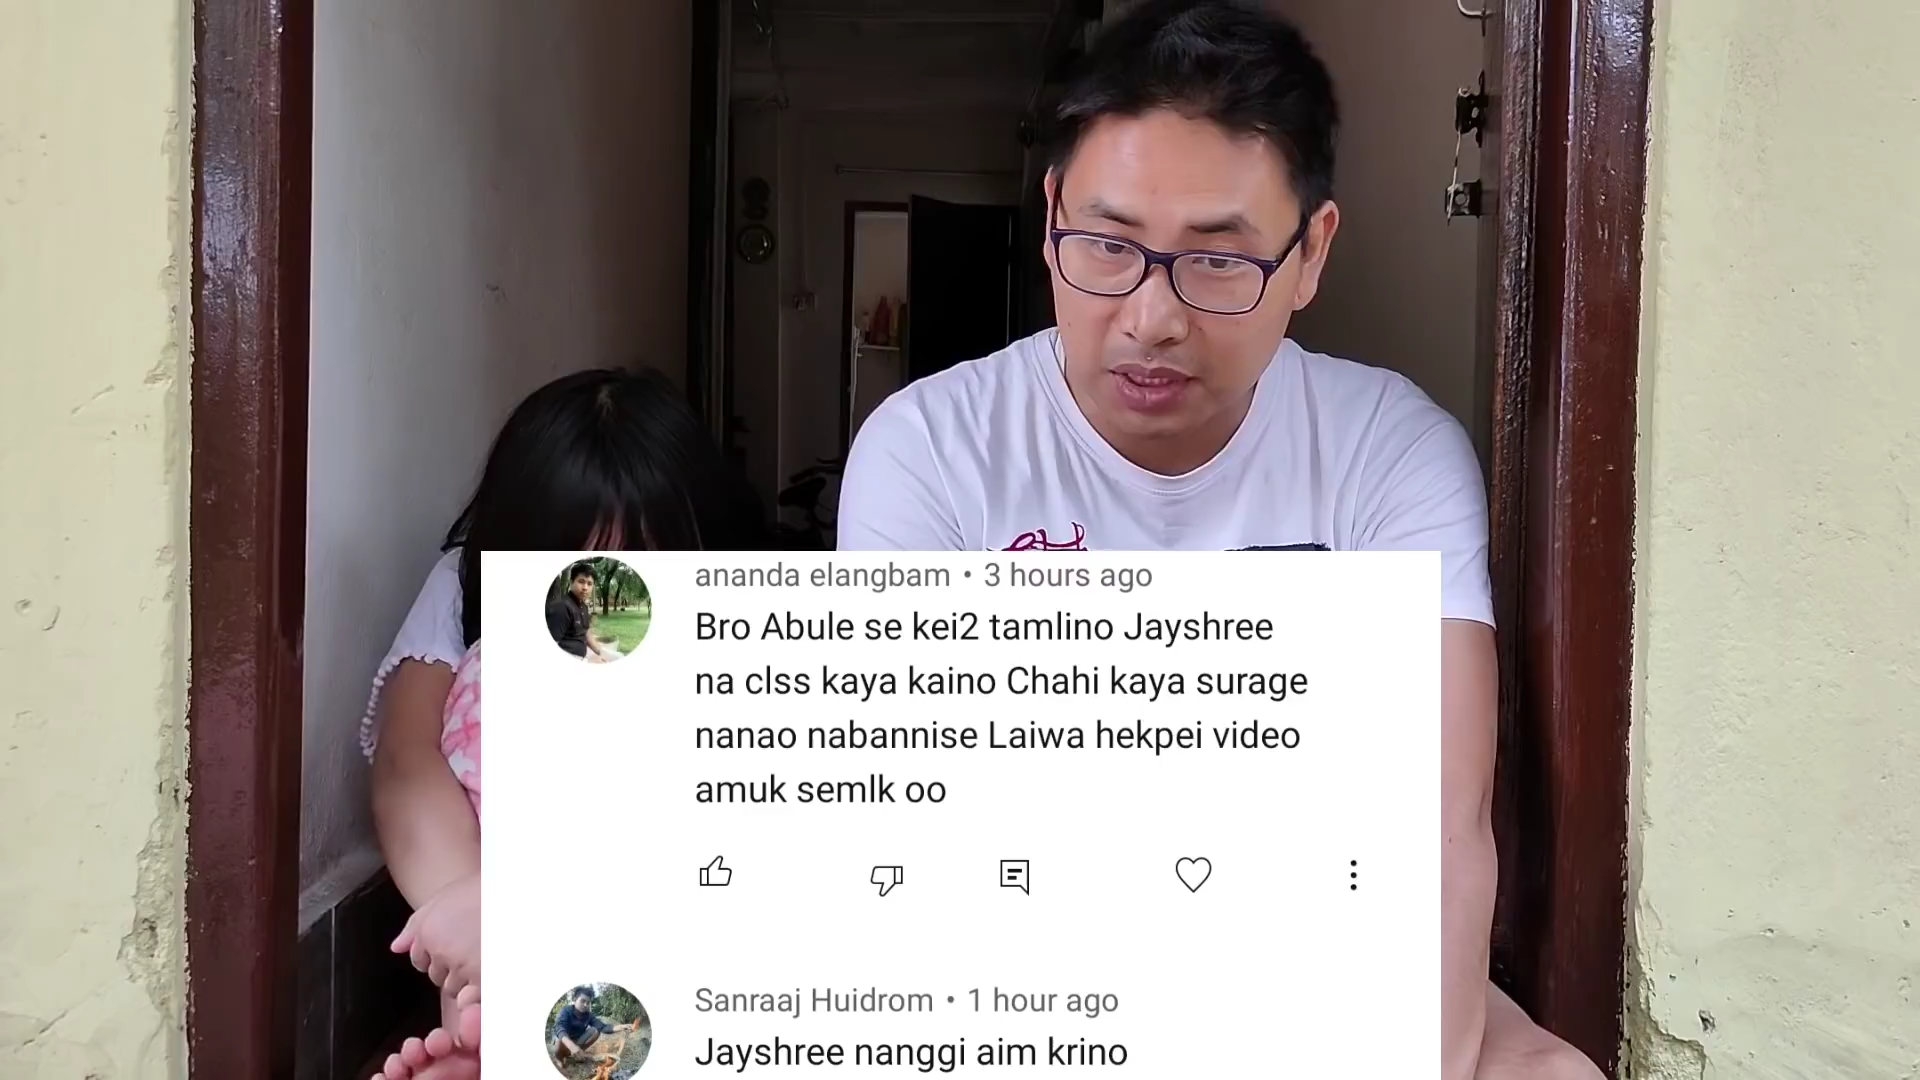 ananda elangbam • 3 hours ago
Bro Abule se kei2 tamlino Jayshree
na clss kaya kaino Chahi kaya surage
nanao nabannise Laiwa hekpei video
amuk semlk oo
Sanraaj Huidrom • 1 hour ago
Jayshree nanggi aim krino